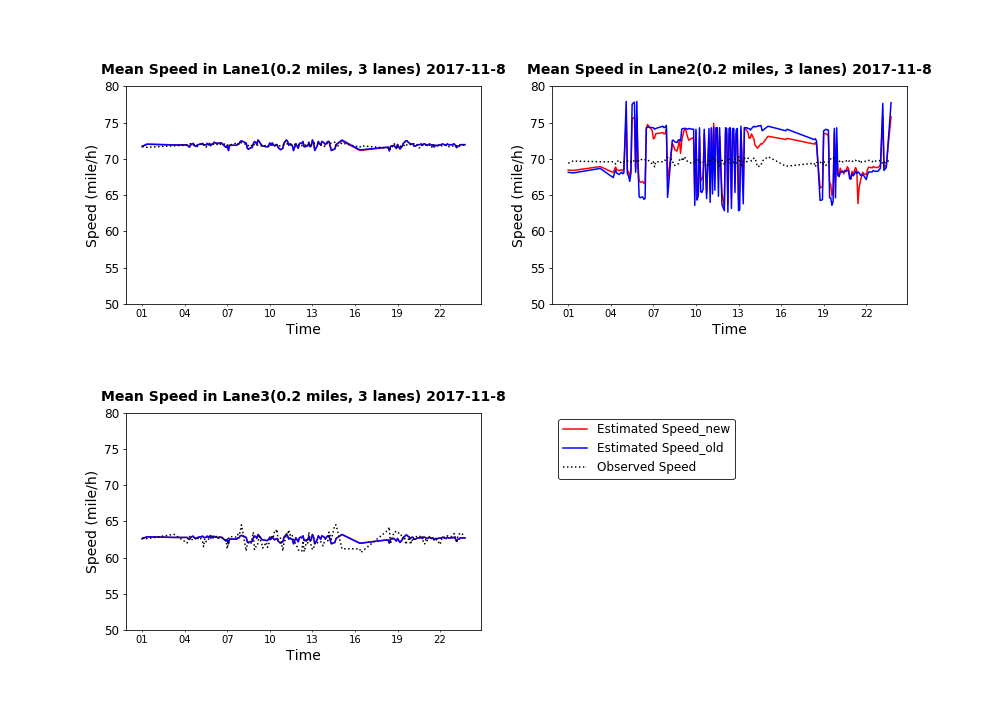 Mean Speed in Lane1(0.2 miles, 3 lanes) 2017-11-8
80
75
70
65
60
55
50
Speed (mile/h)
01 04 07 10 13 16 19 22
Time
Mean Speed in Lane2(0.2 miles, 3 lanes) 2017-11-8
80
75
70
65
60
55
50
Speed (mile/h)
01 04 07 10 13 16 19 22
Time
Mean Speed in Lane3(0.2 miles, 3 lanes) 2017-11-8
80
75
70
65
60
55
50
Speed (mile/h)
01 04 07 10 13 16 19 22
Time
Estimated Speed_new
Estimated Speed_old
Observed Speed